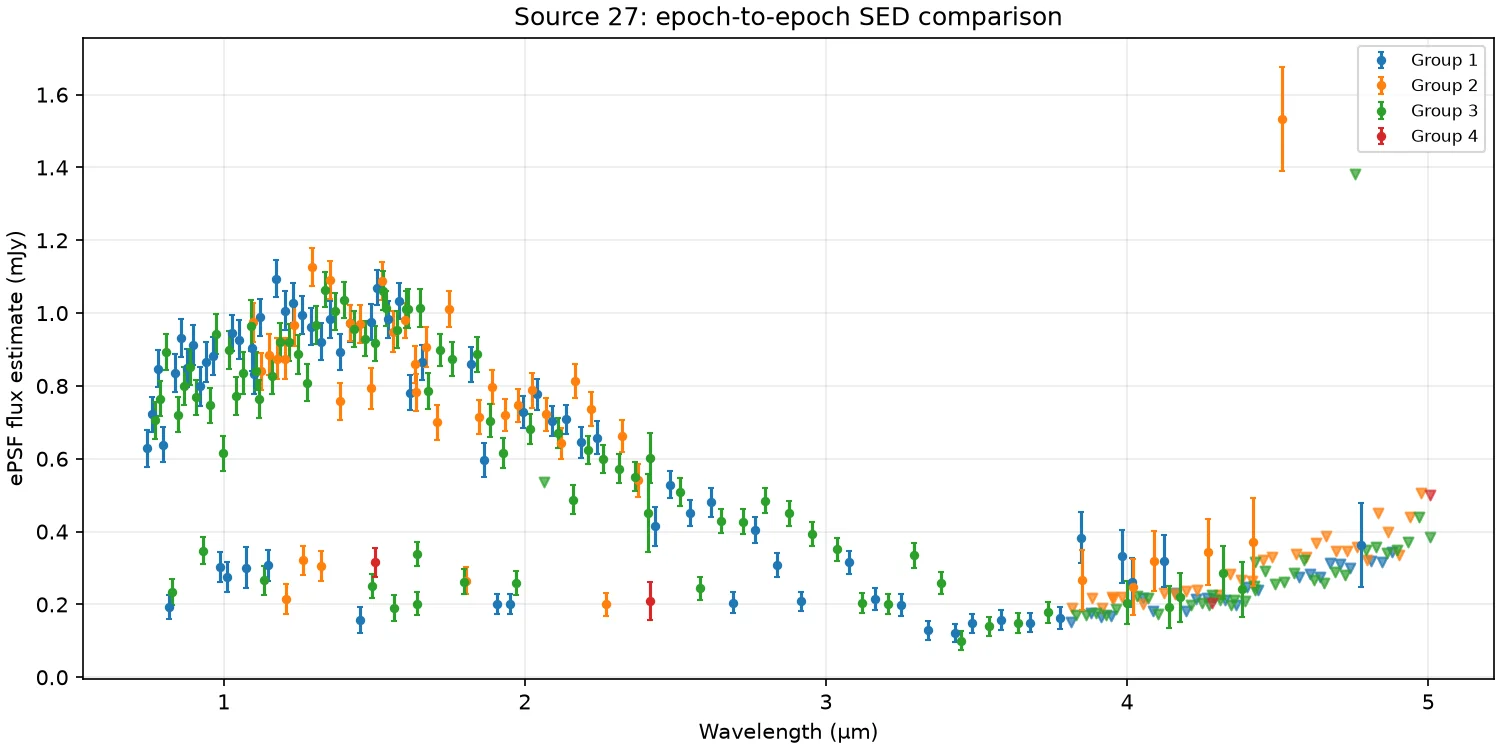 Source 27: epoch-to-epoch SED comparison
ePSF flux estimate (mJy)
1.6
1.4
1.2
1.0
0.8
0.6
0.4
0.2
0.0
Group 1
Group 2
Group 3
Group 4
1 2 3 4 5
Wavelength (μm)